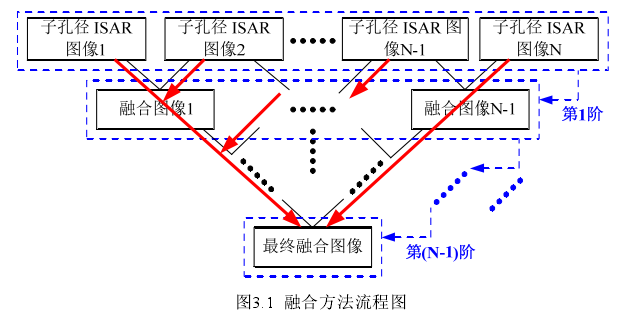 子孔径 ISAR
图像1
子孔径 ISAR
图像2
子孔径 ISAR 图
像N-1
子孔径 ISAR
图像N
融合图像1
融合图像N-1
第1阶
最终融合图像
第(N-1)阶
图3.1 融合方法流程图